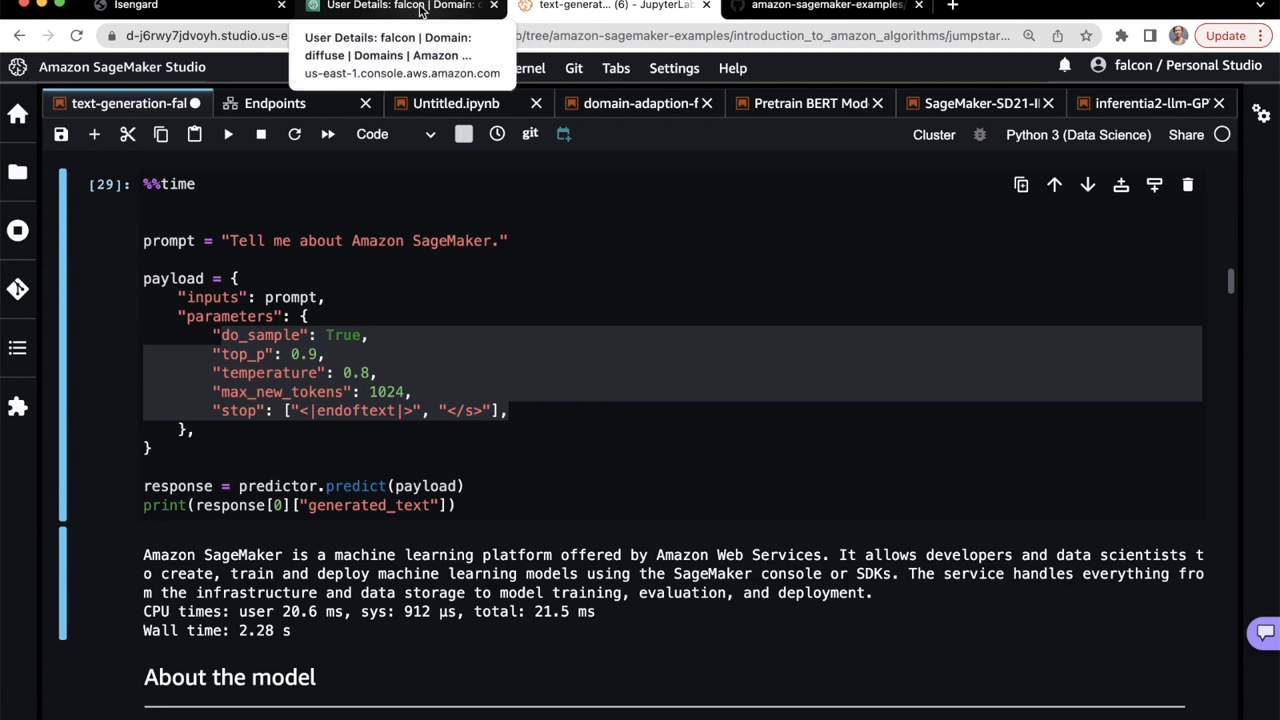 Isengard
User Details: falcon | Domain: d
text-generat... (6) - JupyterLab
amazon-sagemaker-examples/
d-j6rwy7jdvoyh.studio.us-e
b/tree/amazon-sagemaker-examples/introduction_to_amazon_algorithms/jumpstar...
Update
User Details: falcon | Domain:
diffuse | Domains | Amazon ...
us-east-1.console.aws.amazon.com
Amazon SageMaker Studio
rnel
Git
Tabs
Settings
Help
falcon / Personal Studio
text-generation-fal
Endpoints
Untitled.ipynb
domain-adaption-f
Pretrain BERT Mod
SageMaker-SD21-I
inferentia2-llm-GP
Code
git
Cluster
Python 3 (Data Science)
Share
[29]:
%%time
prompt = "Tell me about Amazon SageMaker."
payload = {
"inputs": prompt,
"parameters": {
"do_sample": True,
"top_p": 0.9,
"temperature": 0.8,
"max_new_tokens": 1024,
"stop": ["<|endoftext|>", "</s>"],
},
}
response = predictor.predict(payload)
print(response[0]["generated_text"])
Amazon SageMaker is a machine learning platform offered by Amazon Web Services. It allows developers and data scientists t
o create, train and deploy machine learning models using the SageMaker console or SDKs. The service handles everything fro
m the infrastructure and data storage to model training, evaluation, and deployment.
CPU times: user 20.6 ms, sys: 912 µs, total: 21.5 ms
Wall time: 2.28 s
About the model